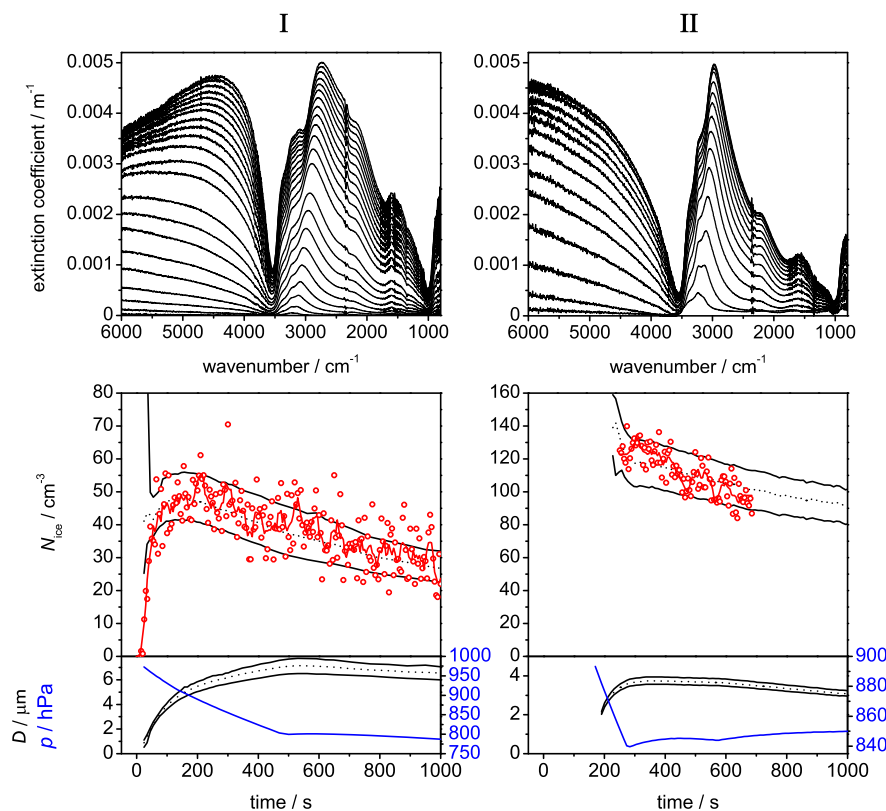 I II
extinction coefficient / m⁻¹
0.005 0.005
0.004 0.004
0.003 0.003
0.002 0.002
0.001 0.001
0 0
6000 5000 4000 3000 2000 1000 6000 5000 4000 3000 2000 1000
wavenumber / cm⁻¹ wavenumber / cm⁻¹
N_ice / cm⁻³
80 160
70 140
60 120
50 100
40 80
30 60
20 40
10 20
0 0
D / μm
p / hPa
6 1000 4 900
4 950 2 880
2 900 0 860
0 850 840
800
750
0 200 400 600 800 1000 0 200 400 600 800 1000
time / s time / s